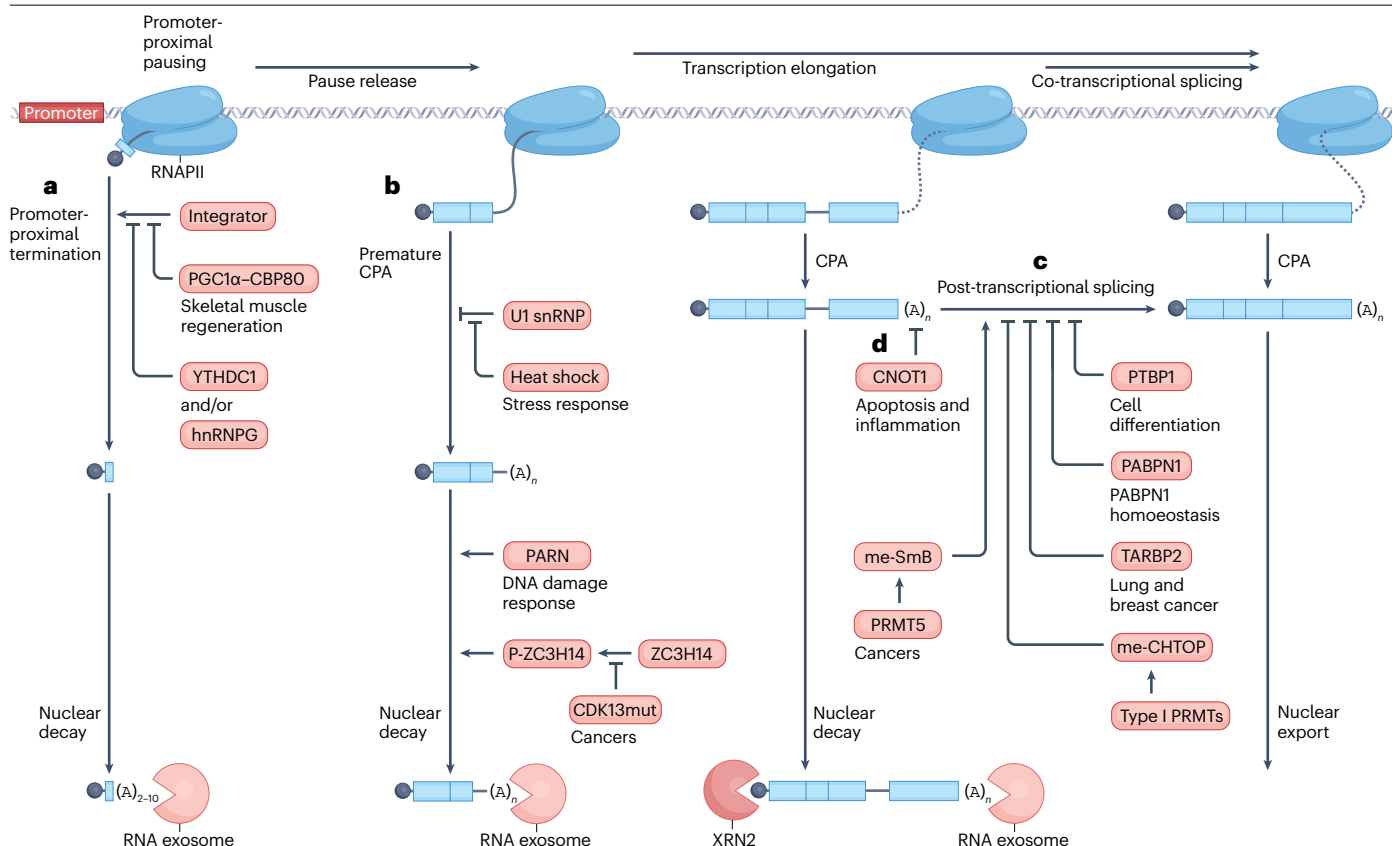 Promoter-
proximal
pausing
Pause release
Transcription elongation
Co-transcriptional splicing
Promoter
RNAPII
a
Promoter-
proximal
termination
Integrator
PGC1α–CBP80
Skeletal muscle
regeneration
YTHDC1
and/or
hnRNPG
Nuclear
decay
(A)2–10
RNA exosome
b
Premature
CPA
U1 snRNP
Heat shock
Stress response
(A)n
PARN
DNA damage
response
P-ZC3H14
ZC3H14
CDK13mut
Cancers
Nuclear
decay
(A)n
RNA exosome
CPA
(A)n
c
Post-transcriptional splicing
CPA
(A)n
d
CNOT1
Apoptosis and
inflammation
me-SmB
PRMT5
Cancers
PTBP1
Cell
differentiation
PABPN1
PABPN1
homoeostasis
TARBP2
Lung and
breast cancer
me-CHTOP
Type I PRMTs
Nuclear
decay
Nuclear
export
XRN2
(A)n
RNA exosome